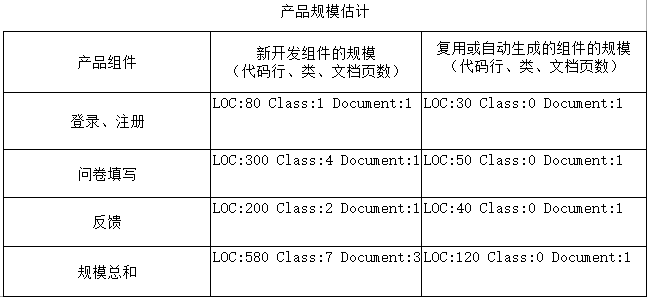 产品规模估计
产品组件
新开发组件的规模
（代码行、类、文档页数）
复用或自动生成的组件的规模
（代码行、类、文档页数）
登录、注册
LOC:80 Class:1 Document:1
LOC:30 Class:0 Document:1
问卷填写
LOC:300 Class:4 Document:1
LOC:50 Class:0 Document:1
反馈
LOC:200 Class:2 Document:1
LOC:40 Class:0 Document:1
规模总和
LOC:580 Class:7 Document:3
LOC:120 Class:0 Document:1